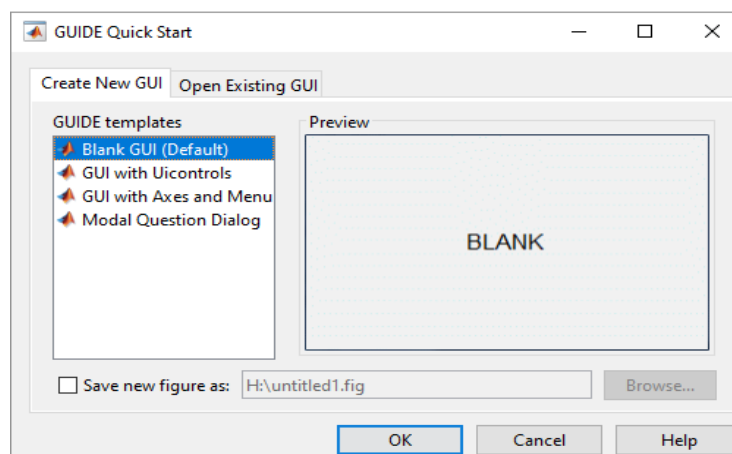 GUIDE Quick Start
Create New GUI
Open Existing GUI
GUIDE templates
Blank GUI (Default)
GUI with Uicontrols
GUI with Axes and Menu
Modal Question Dialog
Preview
BLANK
Save new figure as:
H:\untitled1.fig
Browse...
OK
Cancel
Help